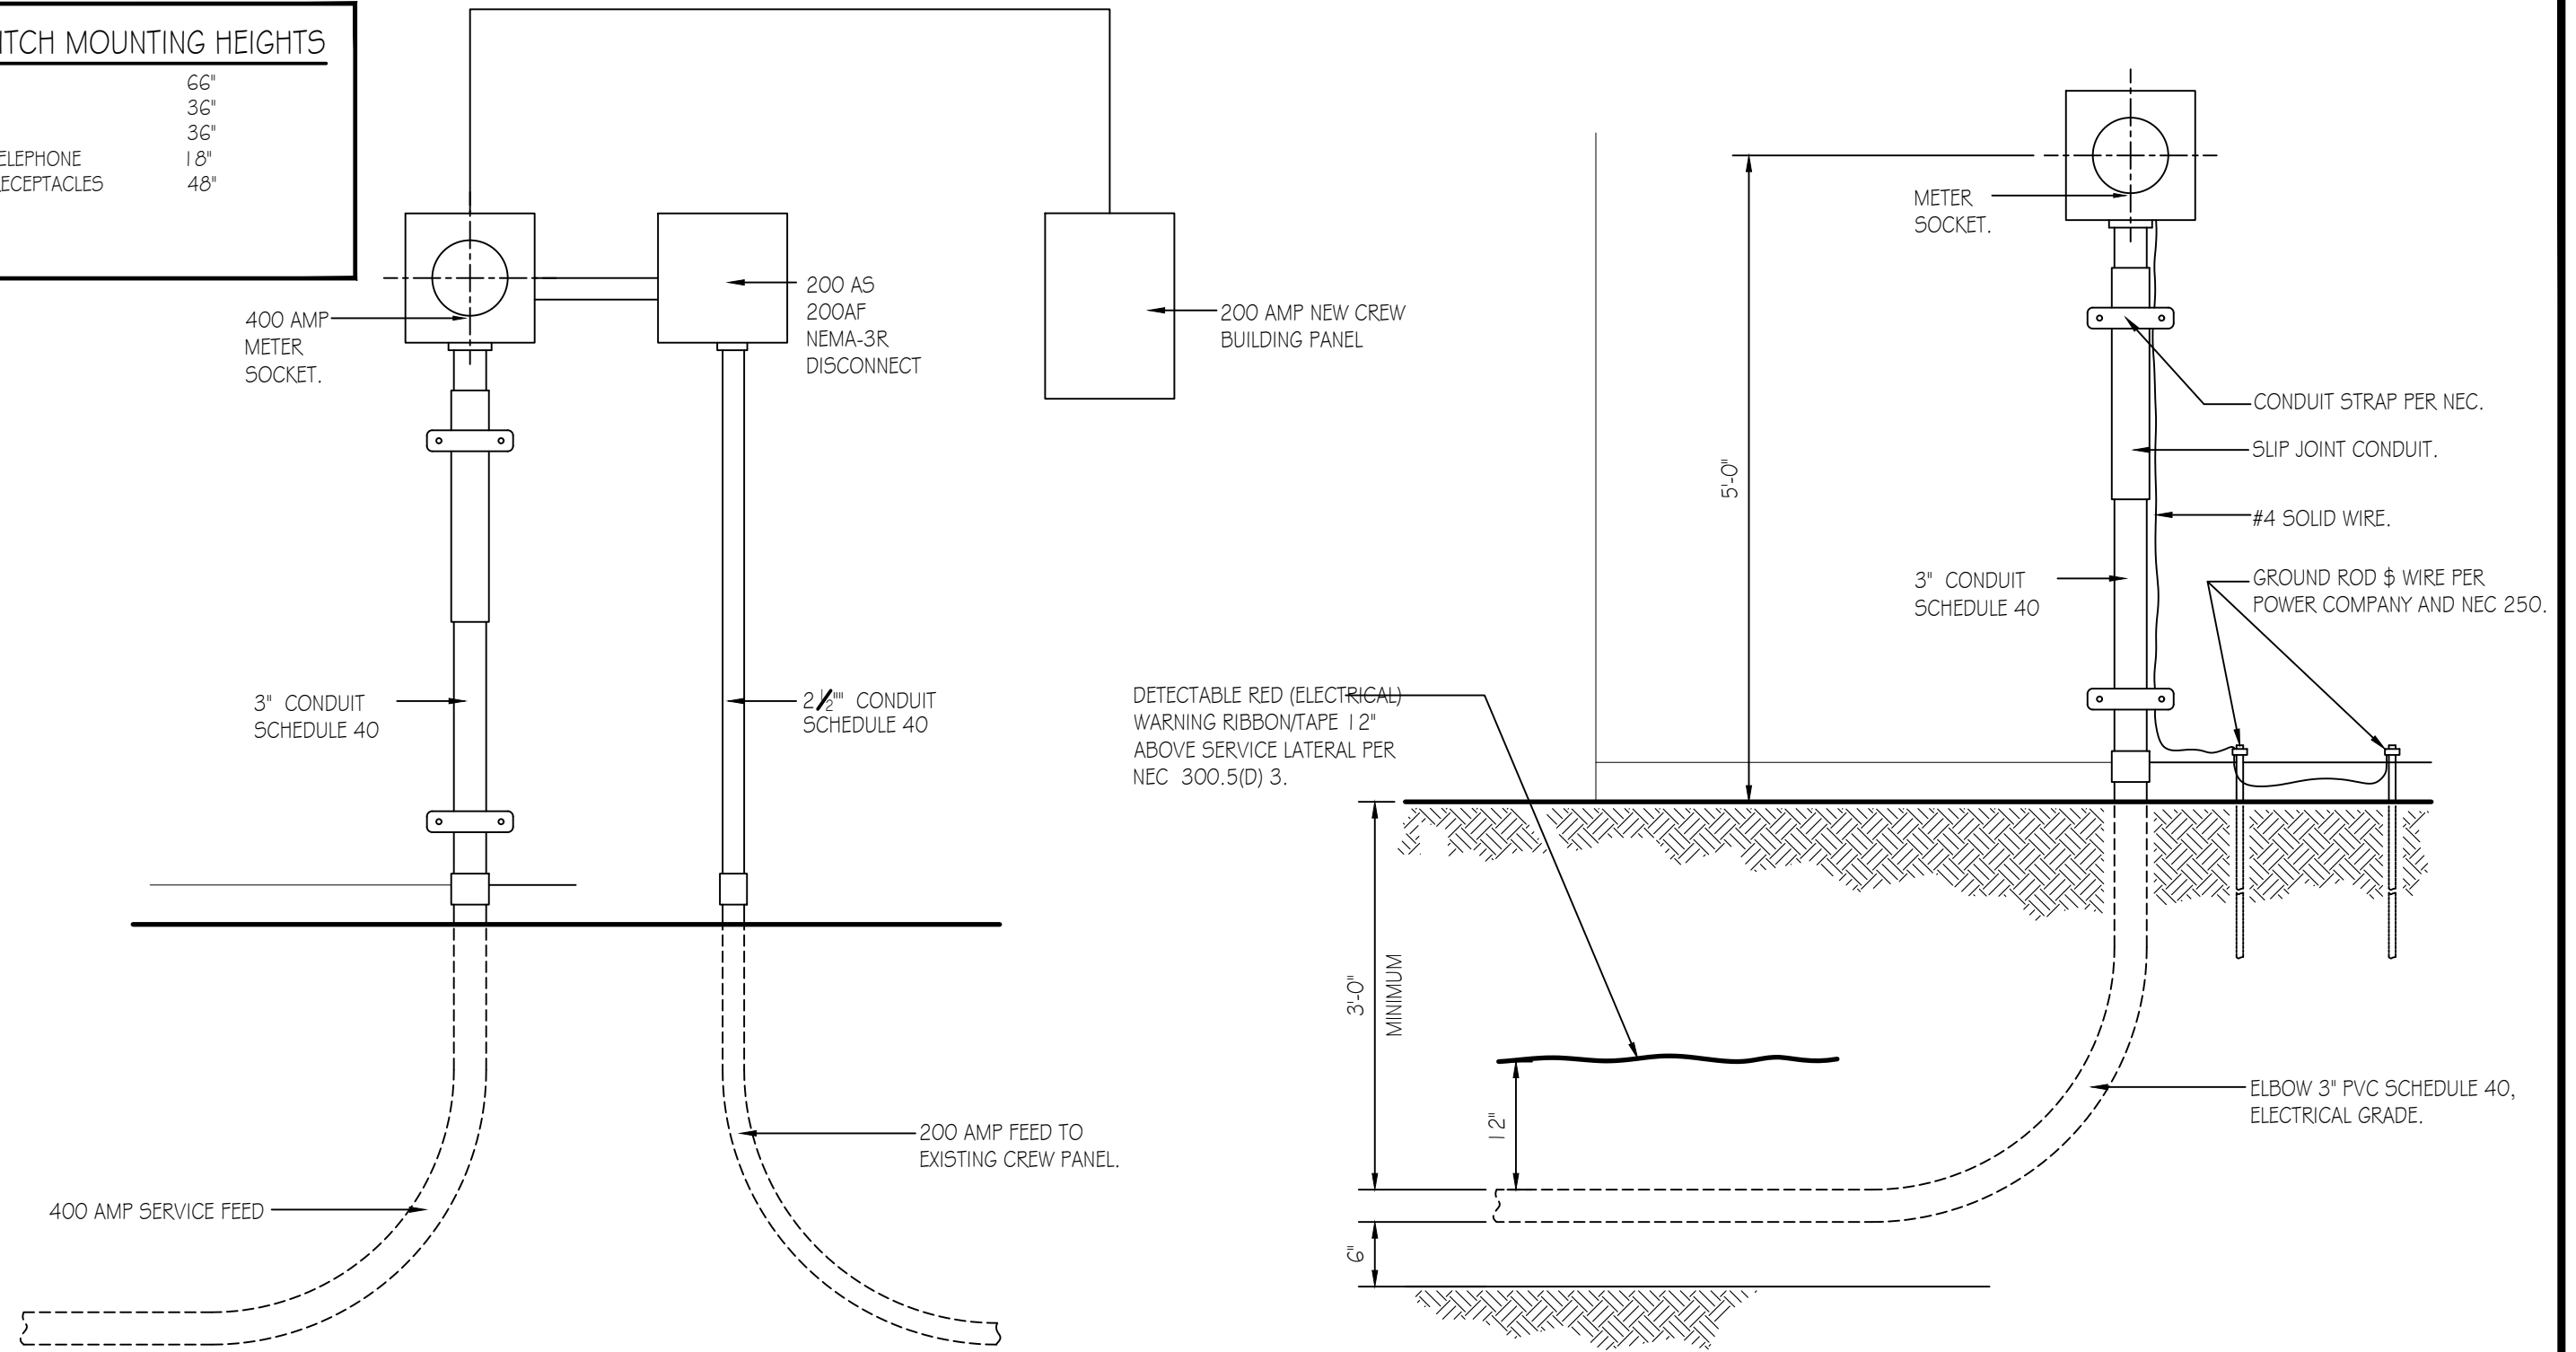 MOUNTING HEIGHTS
66"
36"
36"
18"
RECEPTACLES 48"
400 AMP
METER
SOCKET.
200 AS
200AF
NEMA-3R
DISCONNECT
200 AMP NEW CREW
BUILDING PANEL
3" CONDUIT
SCHEDULE 40
2 1/2"" CONDUIT
SCHEDULE 40
400 AMP SERVICE FEED
200 AMP FEED TO
EXISTING CREW PANEL.
METER
SOCKET.
5'-0"
CONDUIT STRAP PER NEC.
SLIP JOINT CONDUIT.
#4 SOLID WIRE.
3" CONDUIT
SCHEDULE 40
GROUND ROD $ WIRE PER
POWER COMPANY AND NEC 250.
DETECTABLE RED (ELECTRICAL)
WARNING RIBBON/TAPE 12"
ABOVE SERVICE LATERAL PER
NEC 300.5(D) 3.
3'-0"
MINIMUM
12"
6"
ELBOW 3" PVC SCHEDULE 40,
ELECTRICAL GRADE.